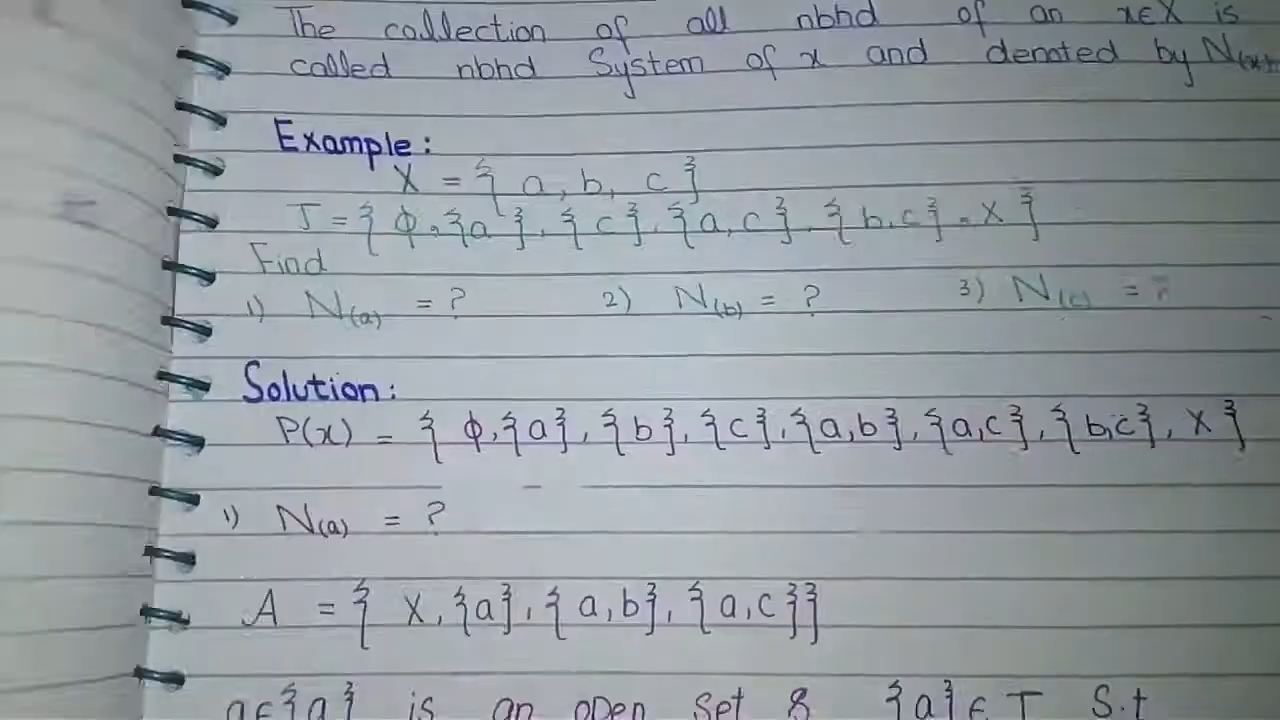 The collection of all nbhd of an x∈X is
called nbhd System of x and denoted by N(x).
Example:
X = { a, b, c }
J = { ϕ, {a}, { c}, {a, c}, { b, c}, X }
Find
1) N(a) = ? 2) N(b) = ? 3) N(c) = ?
Solution:
P(x) = { ϕ, {a}, {b}, {c}, {a,b}, {a,c}, {b,c}, X }
1) N(a) = ?
A = { X, {a}, { a,b}, {a,c}}
a∈{a} is an open set & {a}∈T S.t